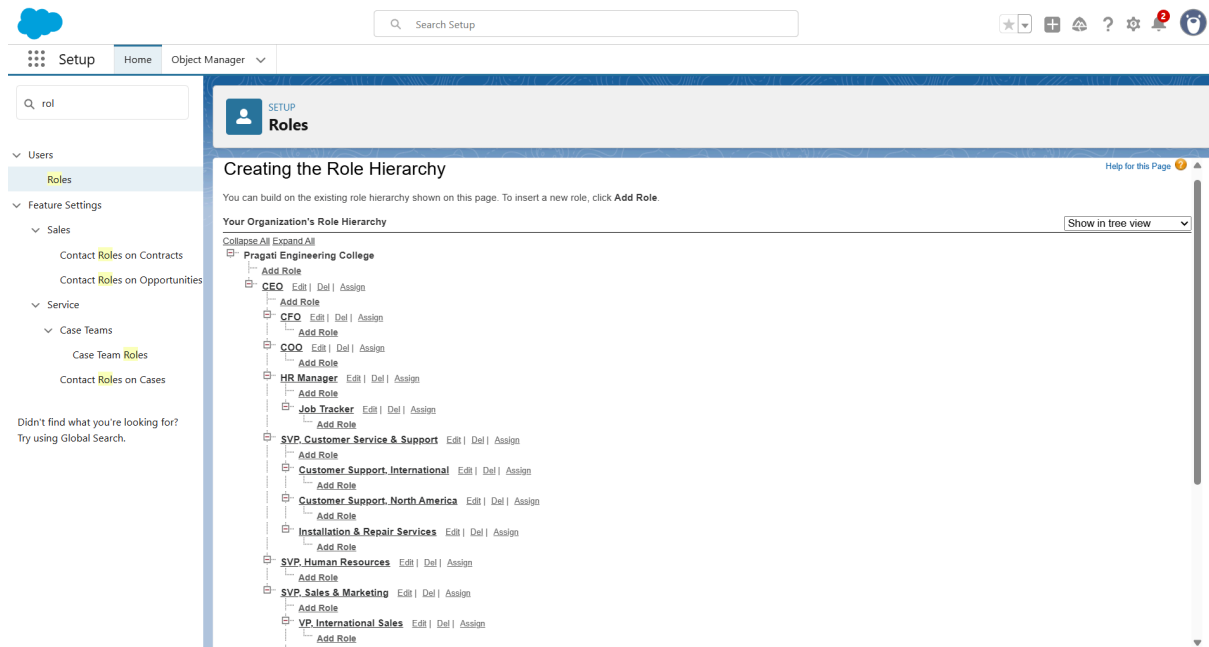 Search Setup
2
Setup
Home
Object Manager
rol
Users
Roles
Feature Settings
Sales
Contact Roles on Contracts
Contact Roles on Opportunities
Service
Case Teams
Case Team Roles
Contact Roles on Cases
Didn't find what you're looking for?
Try using Global Search.
SETUP
Roles
Creating the Role Hierarchy
Help for this Page ?
You can build on the existing role hierarchy shown on this page. To insert a new role, click Add Role.
Your Organization's Role Hierarchy
Show in tree view
Collapse All Expand All
Pragati Engineering College
Add Role
CEO Edit | Del | Assign
Add Role
CFO Edit | Del | Assign
Add Role
COO Edit | Del | Assign
Add Role
HR Manager Edit | Del | Assign
Add Role
Job Tracker Edit | Del | Assign
Add Role
SVP, Customer Service & Support Edit | Del | Assign
Add Role
Customer Support, International Edit | Del | Assign
Add Role
Customer Support, North America Edit | Del | Assign
Add Role
Installation & Repair Services Edit | Del | Assign
Add Role
SVP, Human Resources Edit | Del | Assign
Add Role
SVP, Sales & Marketing Edit | Del | Assign
Add Role
VP, International Sales Edit | Del | Assign
Add Role